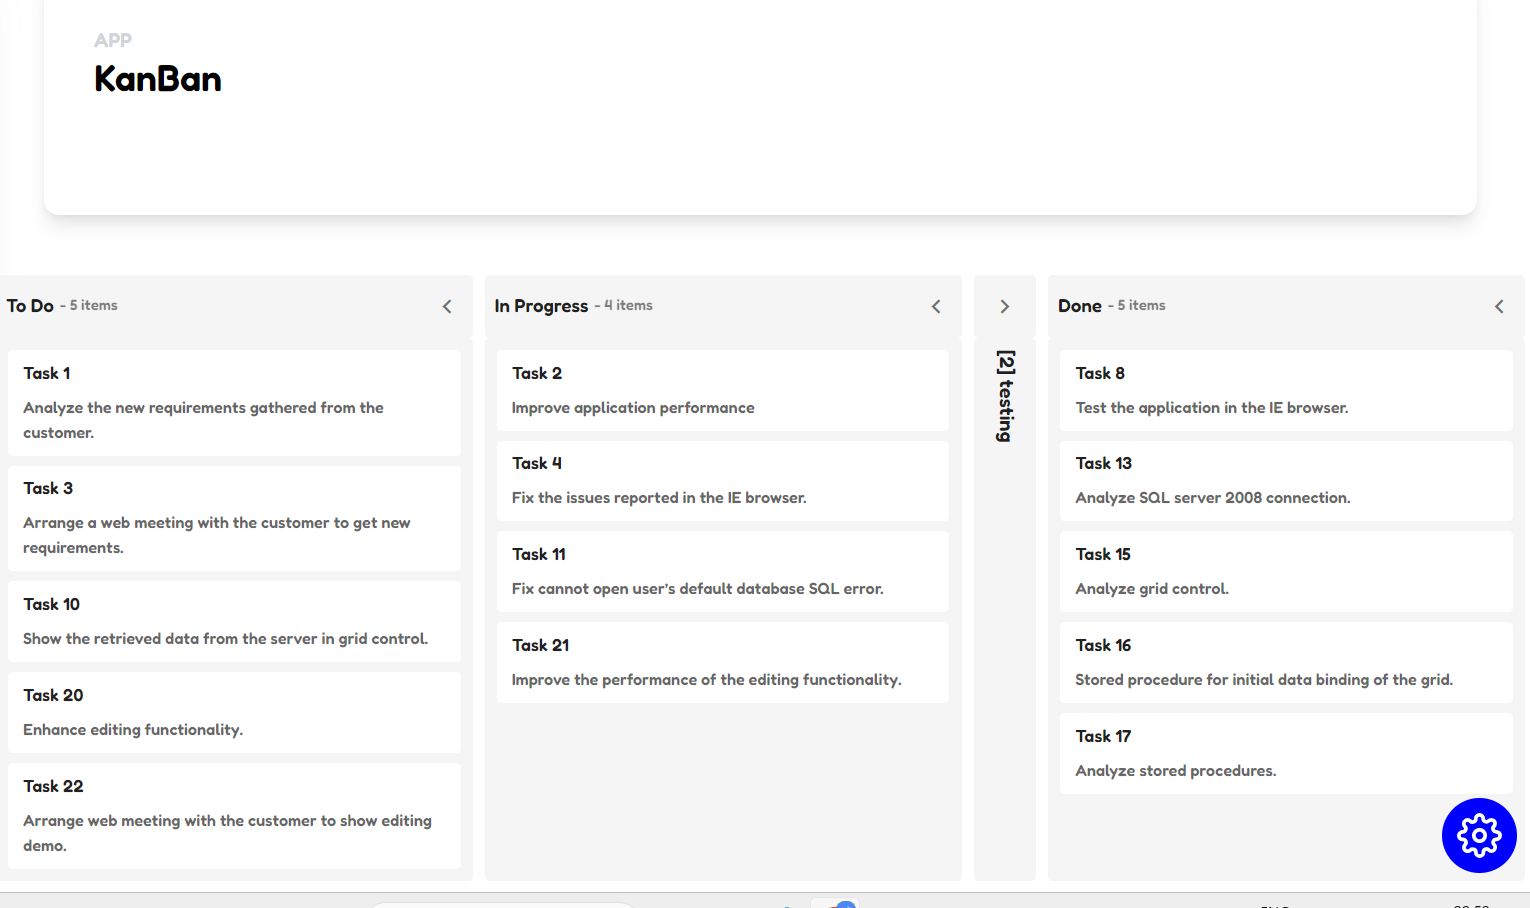 APP
KanBan
To Do - 5 items
Task 1
Analyze the new requirements gathered from the
customer.
Task 3
Arrange a web meeting with the customer to get new
requirements.
Task 10
Show the retrieved data from the server in grid control.
Task 20
Enhance editing functionality.
Task 22
Arrange web meeting with the customer to show editing
demo.
In Progress - 4 items
Task 2
Improve application performance
Task 4
Fix the issues reported in the IE browser.
Task 11
Fix cannot open user's default database SQL error.
Task 21
Improve the performance of the editing functionality.
[2] testing
Done - 5 items
Task 8
Test the application in the IE browser.
Task 13
Analyze SQL server 2008 connection.
Task 15
Analyze grid control.
Task 16
Stored procedure for initial data binding of the grid.
Task 17
Analyze stored procedures.